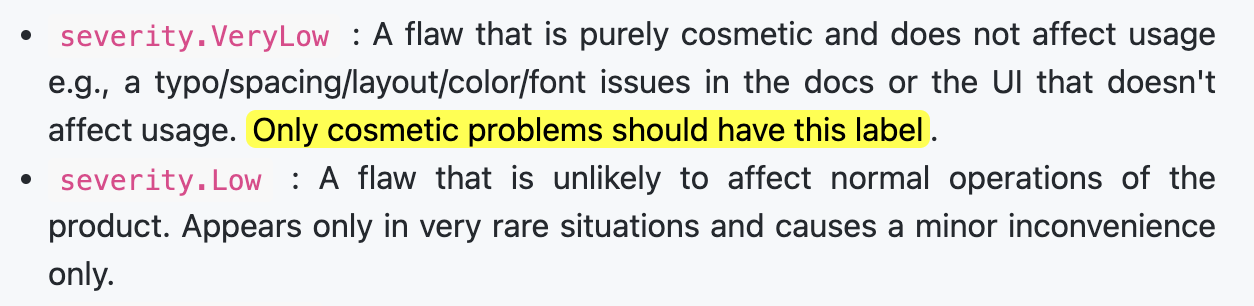 • severity.VeryLow : A flaw that is purely cosmetic and does not affect usage
e.g., a typo/spacing/layout/color/font issues in the docs or the UI that doesn't
affect usage. Only cosmetic problems should have this label.
• severity.Low : A flaw that is unlikely to affect normal operations of the
product. Appears only in very rare situations and causes a minor inconvenience
only.